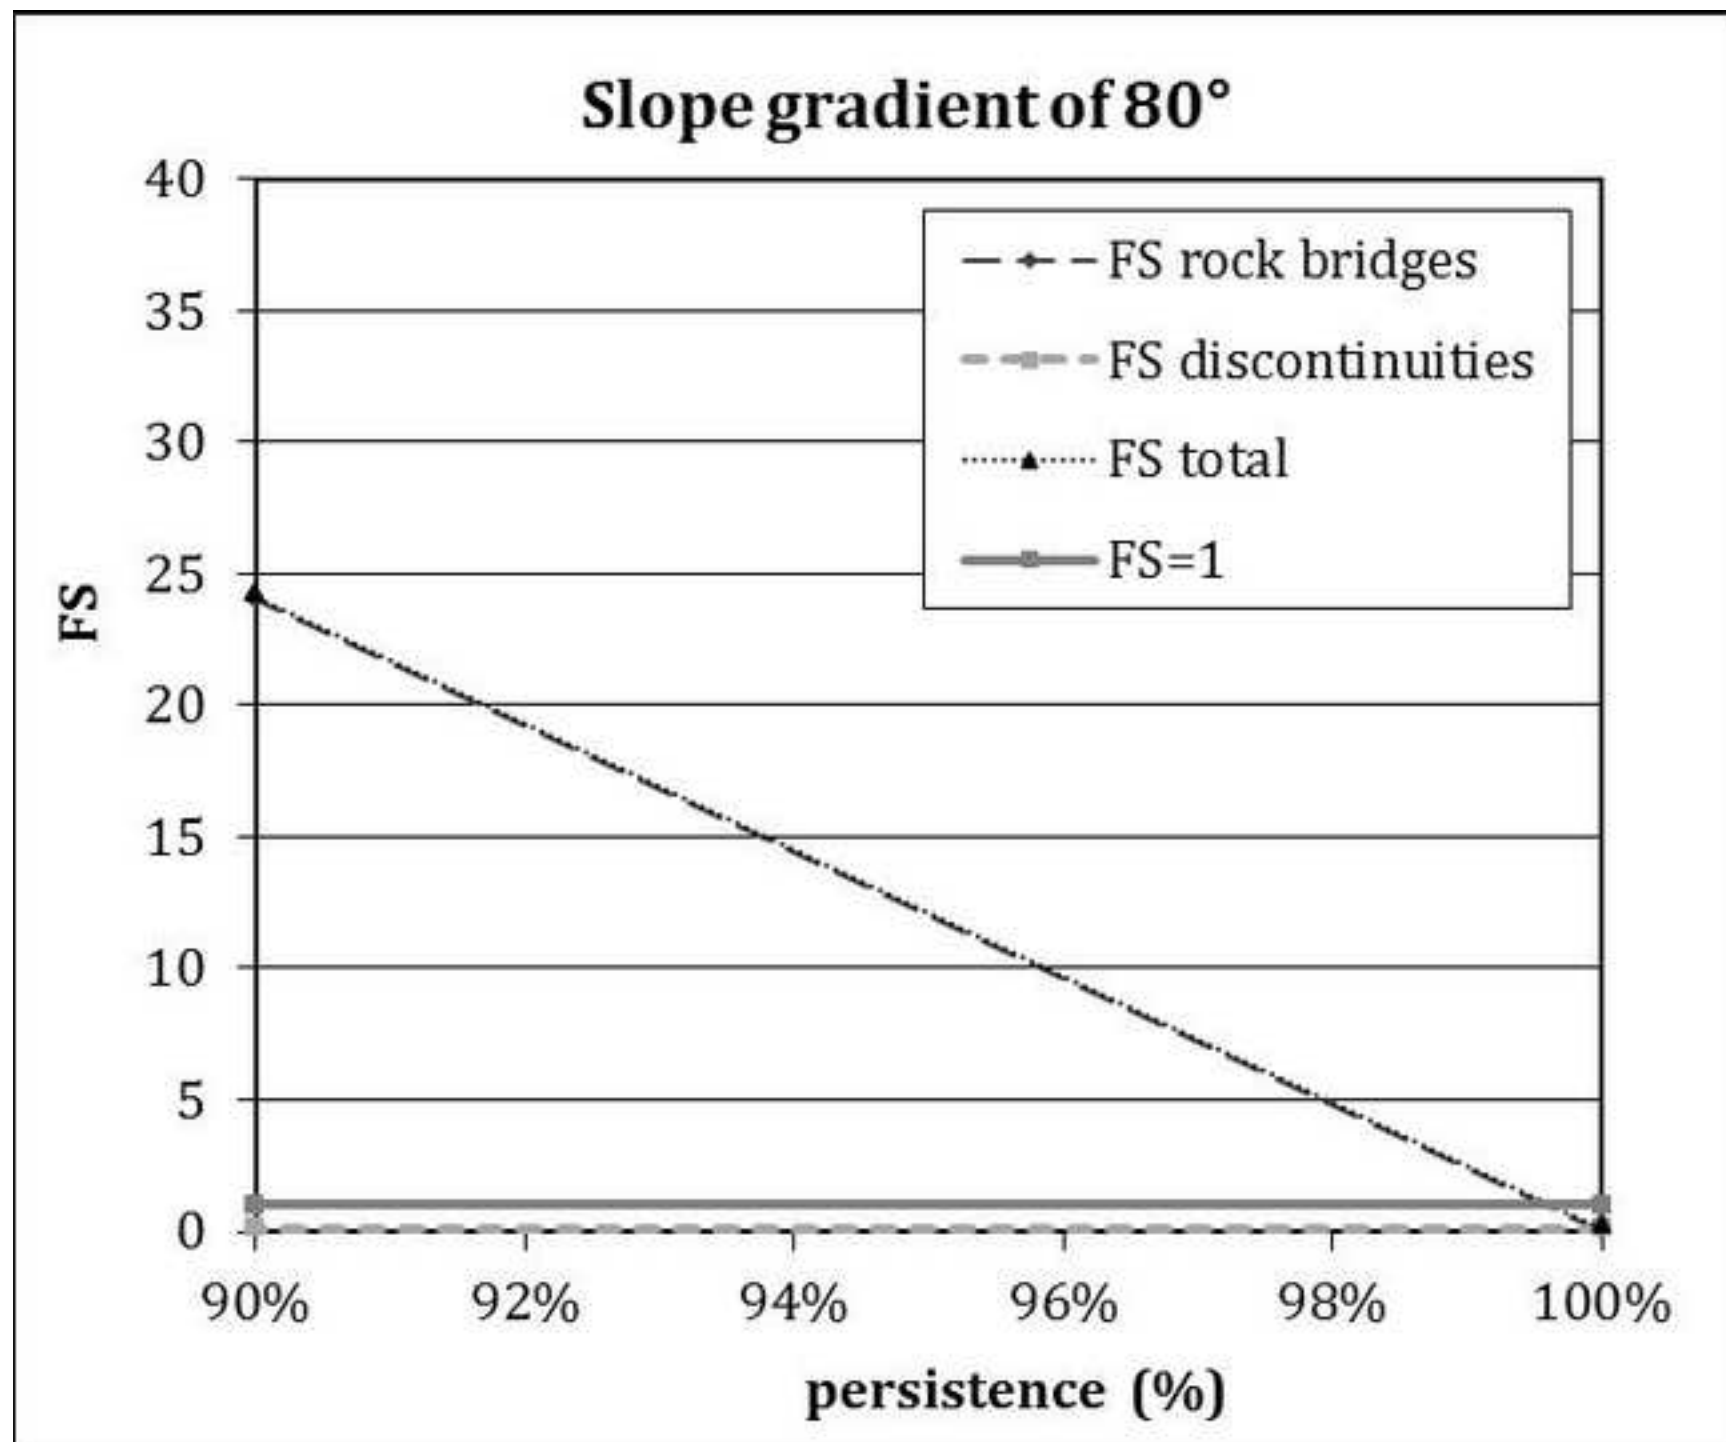 Slope gradient of 80°
40
35
30
25
20
15
10
5
0
FS
FS rock bridges
FS discontinuities
FS total
FS=1
90% 92% 94% 96% 98% 100%
persistence (%)